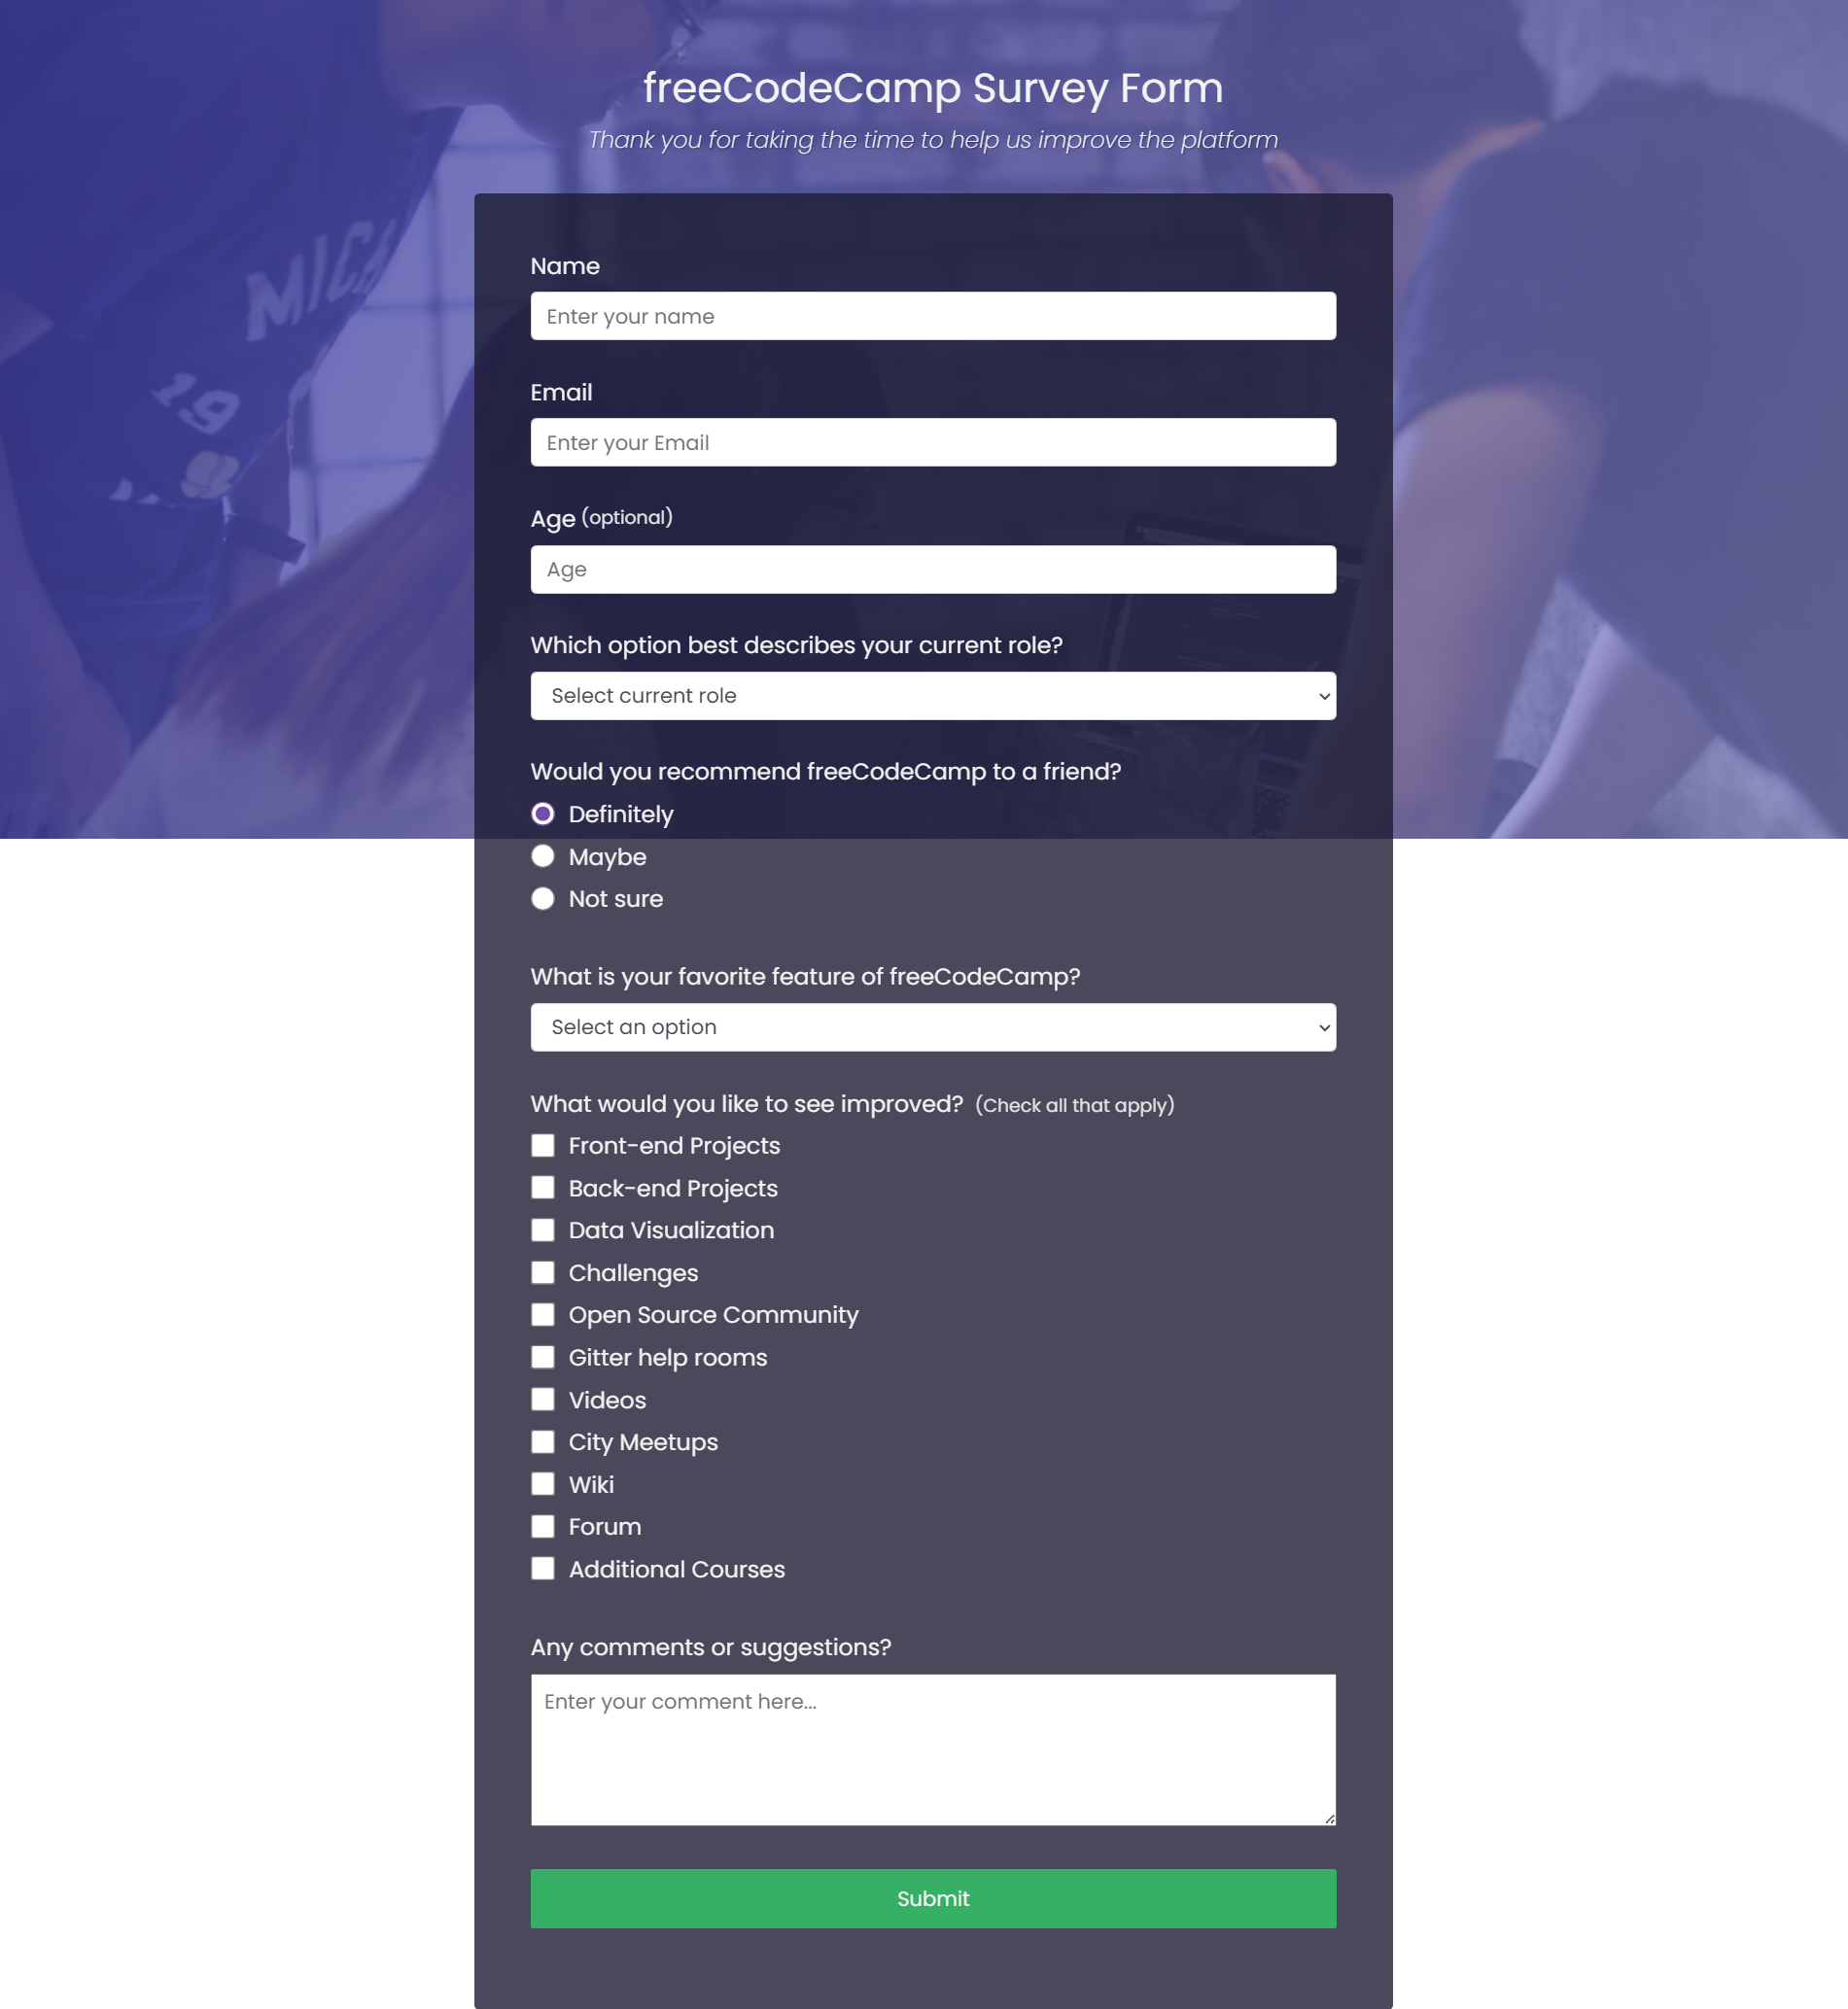 freeCodeCamp Survey Form
Thank you for taking the time to help us improve the platform
MICH
19
Name
Enter your name
Email
Enter your Email
Age (optional)
Age
Which option best describes your current role?
Select current role
Would you recommend freeCodeCamp to a friend?
Definitely
Maybe
Not sure
What is your favorite feature of freeCodeCamp?
Select an option
What would you like to see improved? (Check all that apply)
Front-end Projects
Back-end Projects
Data Visualization
Challenges
Open Source Community
Gitter help rooms
Videos
City Meetups
Wiki
Forum
Additional Courses
Any comments or suggestions?
Enter your comment here...
Submit